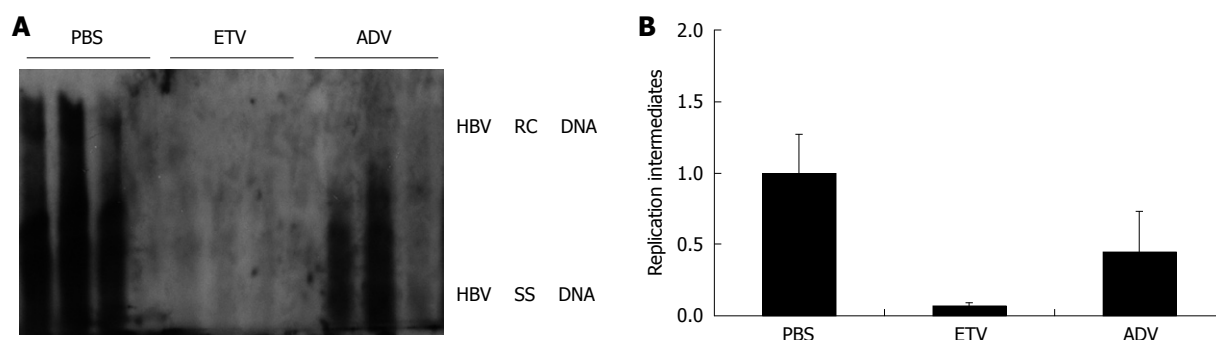 A
PBS ETV ADV
HBV RC DNA
HBV SS DNA
B
Replication intermediates
2.0
1.5
1.0
0.5
0.0
PBS ETV ADV